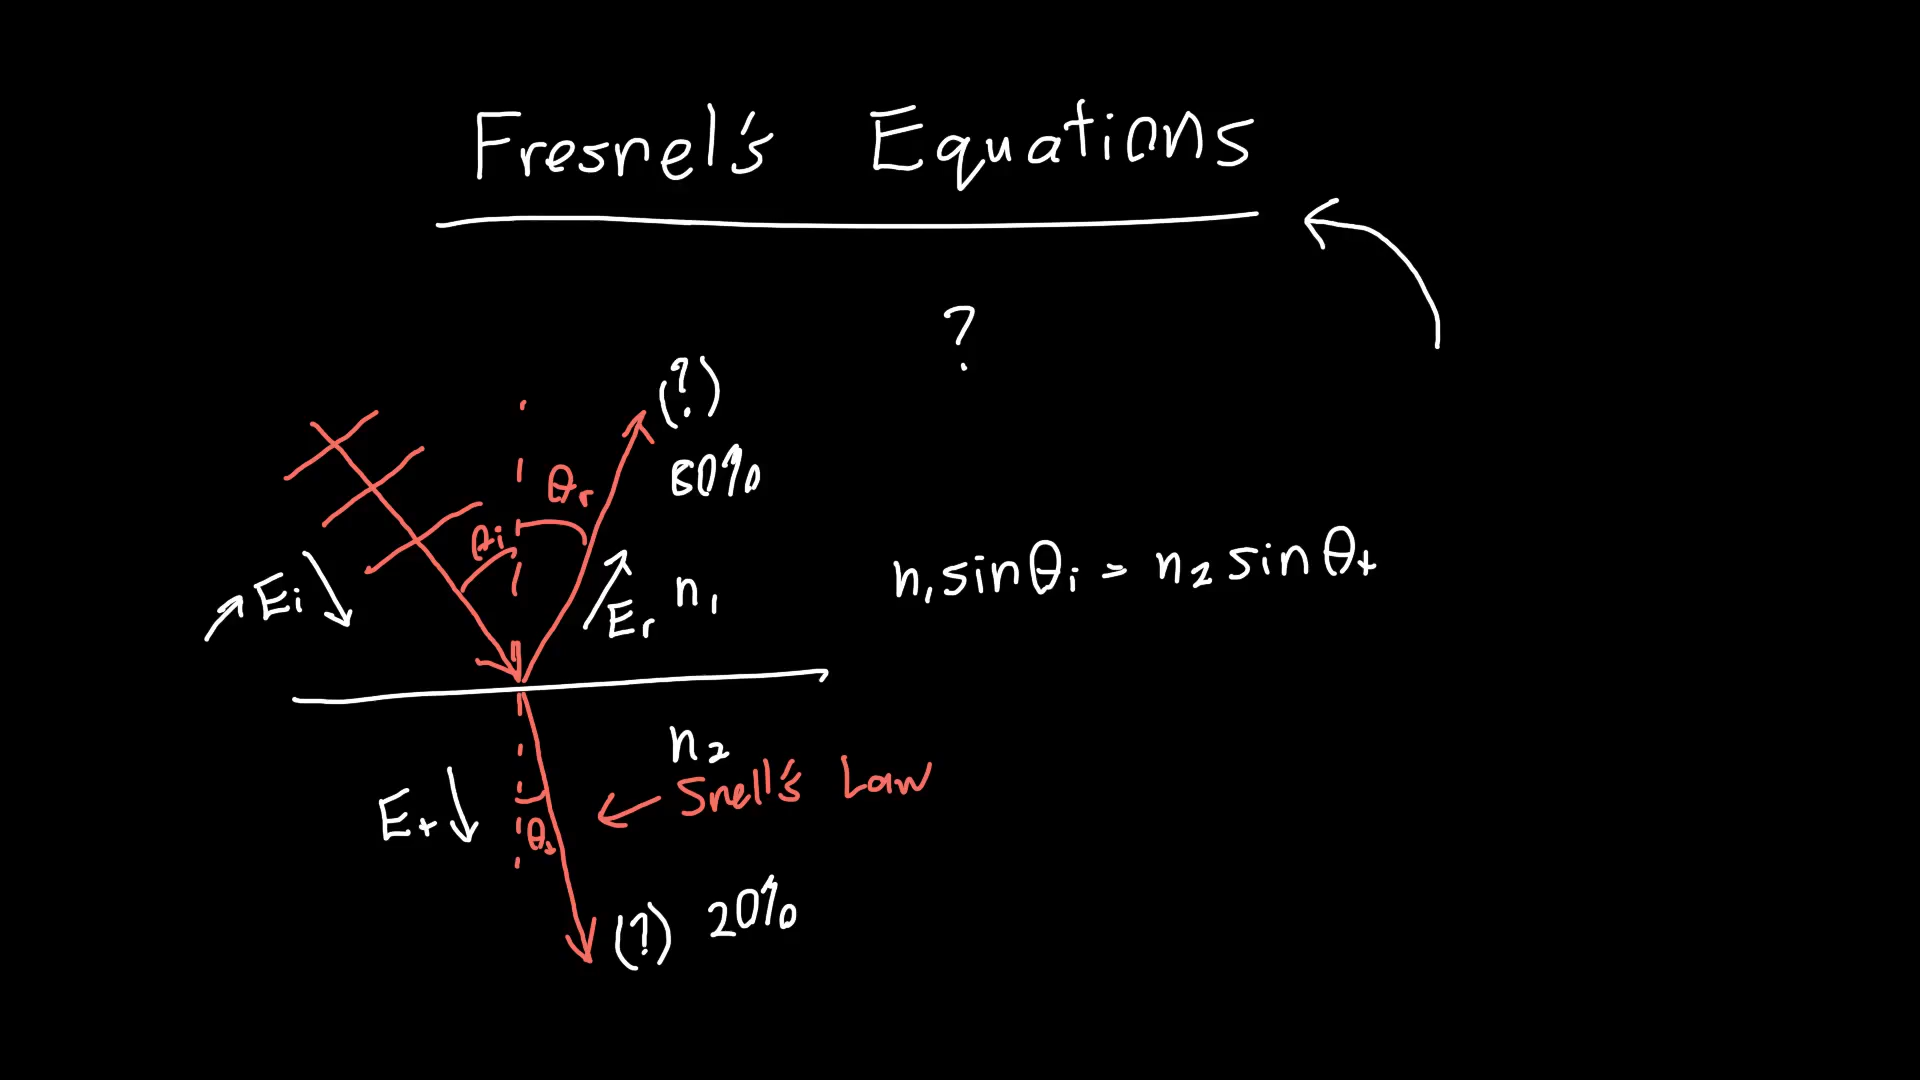 Fresnel's Equations
?
(?)
80%
θr
θi
Ei
Er
n1
n1 sinθi = n2 sinθt
n2
Snell's Law
Et
θt
(?) 20%